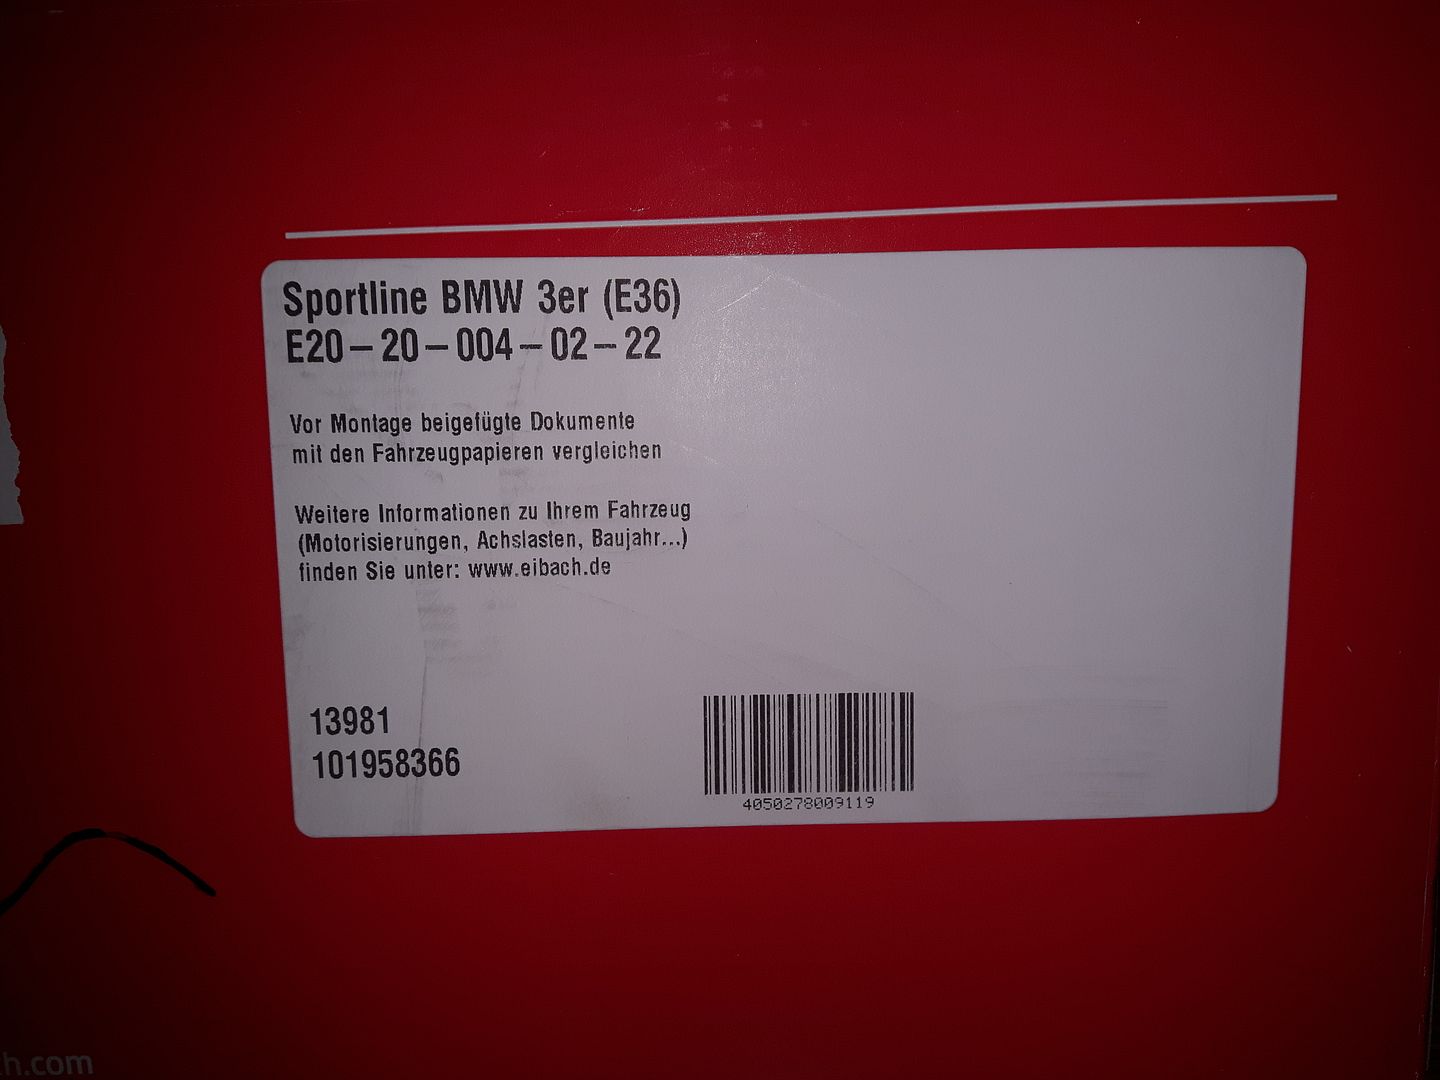 Sportline BMW 3er (E36)
E20-20-004-02-22
Vor Montage beigefügte Dokumente
mit den Fahrzeugpapieren vergleichen
Weitere Informationen zu Ihrem Fahrzeug
(Motorisierungen, Achslasten, Baujahr...)
finden Sie unter: www.eibach.de
13981
101958366
4050278009119
h.com